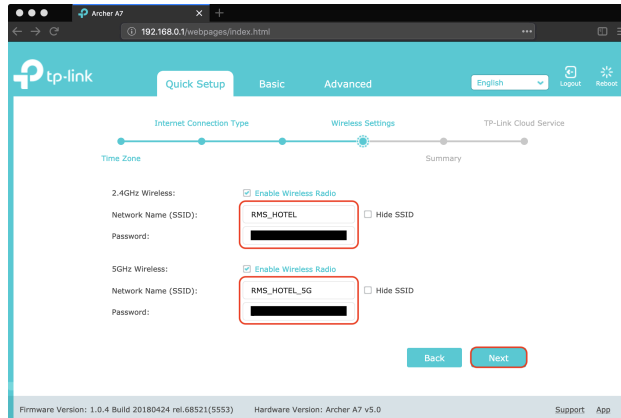 Archer A7
192.168.0.1/webpages/index.html
tp-link
Quick Setup Basic Advanced
English
Logout Reboot
Internet Connection Type Wireless Settings TP-Link Cloud Service
Time Zone Summary
2.4GHz Wireless: Enable Wireless Radio
Network Name (SSID): RMS_HOTEL Hide SSID
Password:
5GHz Wireless: Enable Wireless Radio
Network Name (SSID): RMS_HOTEL_5G Hide SSID
Password:
Back Next
Firmware Version: 1.0.4 Build 20180424 rel.68521(5553) Hardware Version: Archer A7 v5.0 Support App